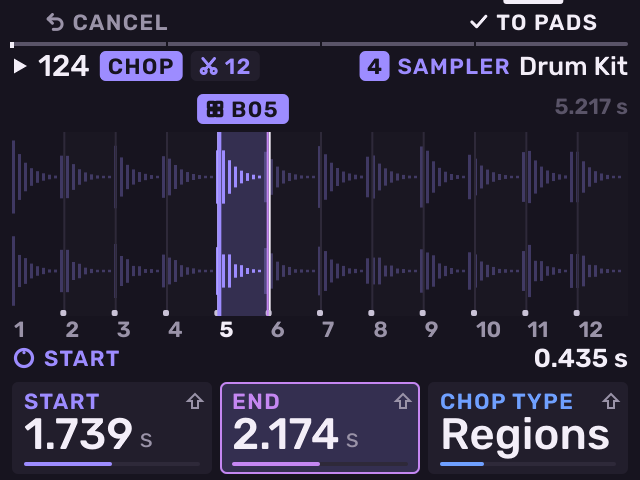 CANCEL TO PADS
124 CHOP 12 4 SAMPLER Drum Kit
B05 5.217 s
1 2 3 4 5 6 7 8 9 10 11 12
START 0.435 s
START END CHOP TYPE
1.739 s 2.174 s Regions